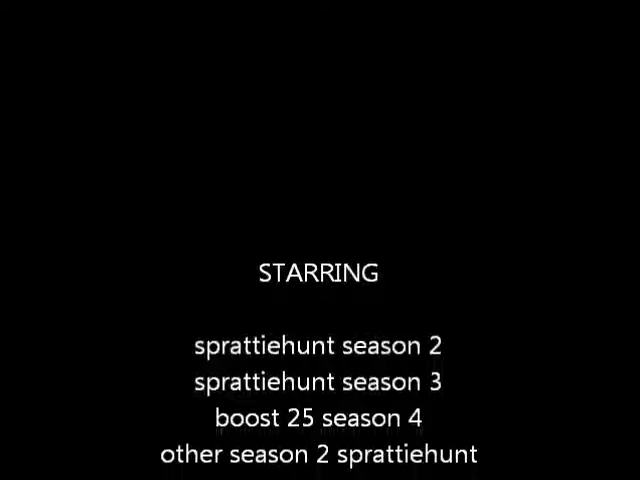 STARRING
sprattiehunt season 2
sprattiehunt season 3
boost 25 season 4
other season 2 sprattiehunt